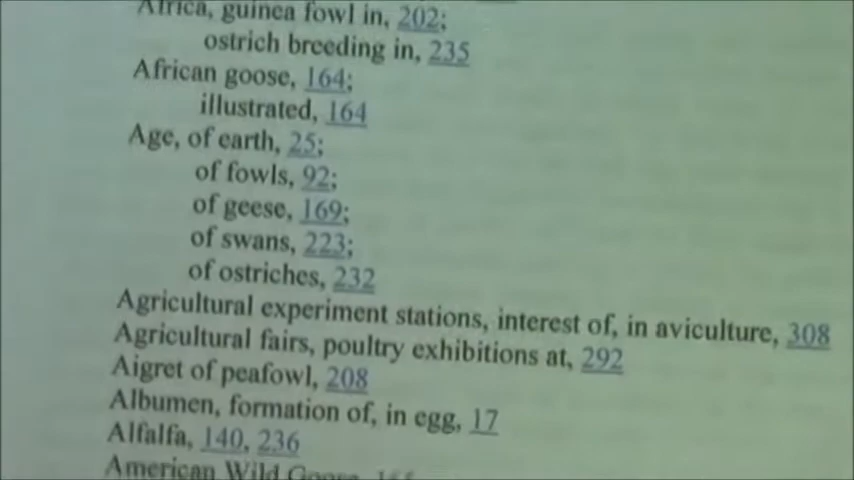 Africa, guinea fowl in, 202;
ostrich breeding in, 235
African goose, 164;
illustrated, 164
Age, of earth, 25;
of fowls, 92;
of geese, 169;
of swans, 223;
of ostriches, 232
Agricultural experiment stations, interest of, in aviculture, 308
Agricultural fairs, poultry exhibitions at, 292
Aigret of peafowl, 208
Albumen, formation of, in egg, 17
Alfalfa, 140, 236
American Wild Goose,